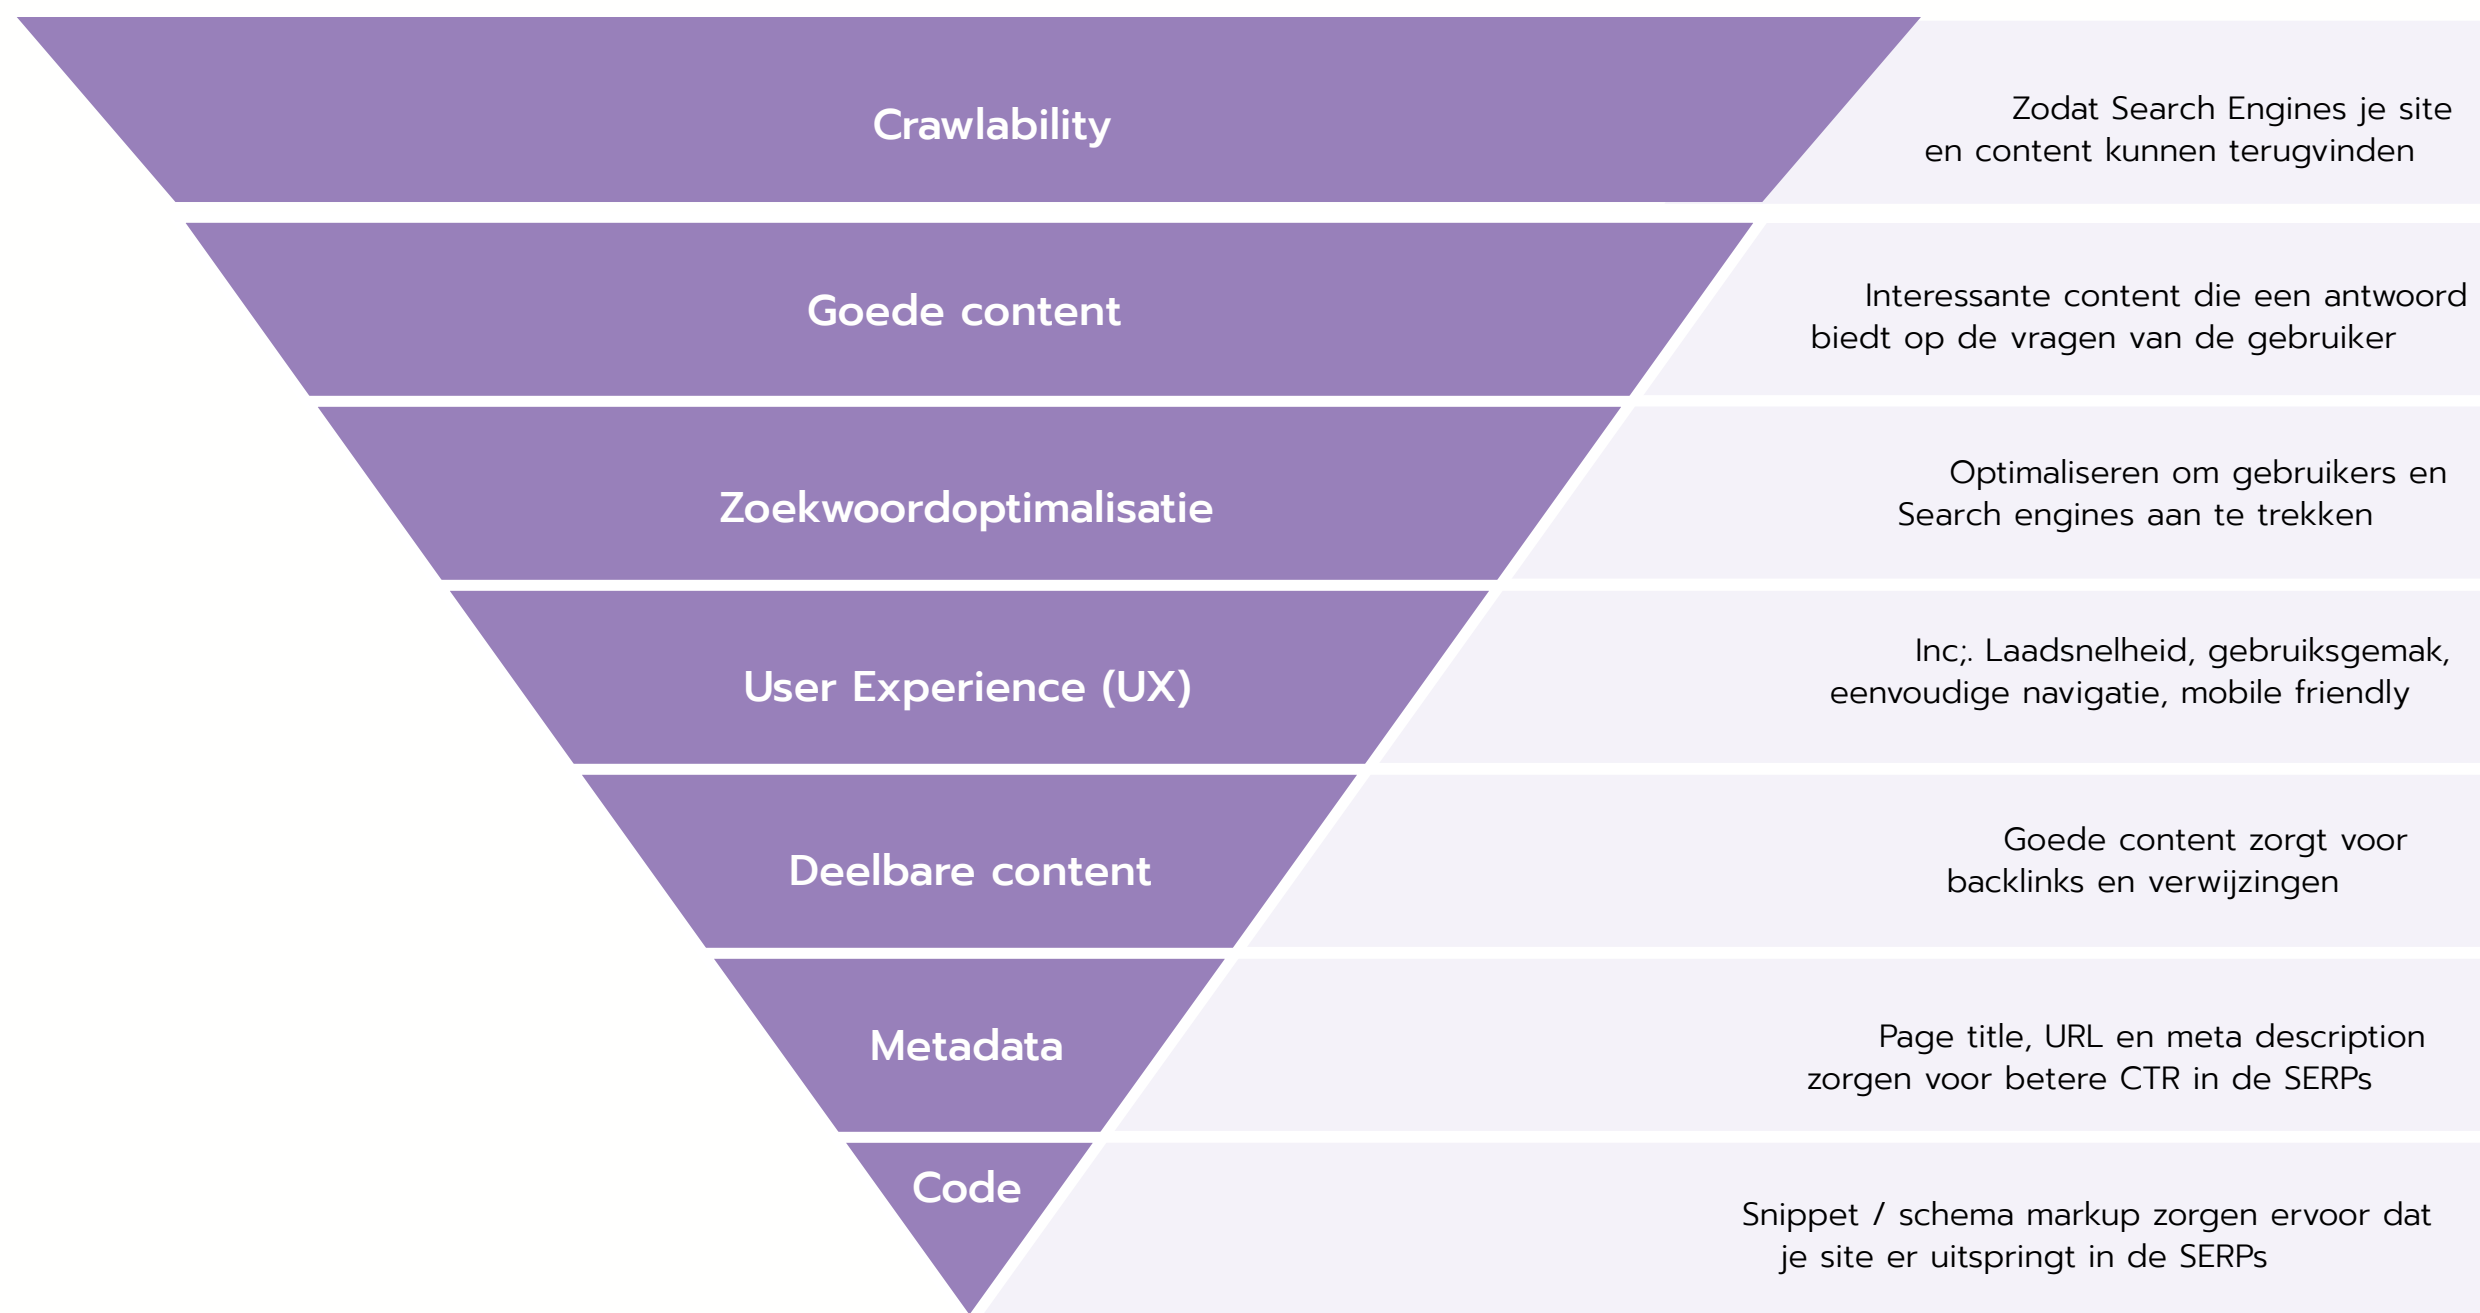 Crawlability
Zodat Search Engines je site
en content kunnen terugvinden
Goede content
Interessante content die een antwoord
biedt op de vragen van de gebruiker
Zoekwoordoptimalisatie
Optimaliseren om gebruikers en
Search engines aan te trekken
User Experience (UX)
Inc;. Laadsnelheid, gebruiksgemak,
eenvoudige navigatie, mobile friendly
Deelbare content
Goede content zorgt voor
backlinks en verwijzingen
Metadata
Page title, URL en meta description
zorgen voor betere CTR in de SERPs
Code
Snippet / schema markup zorgen ervoor dat
je site er uitspringt in de SERPs